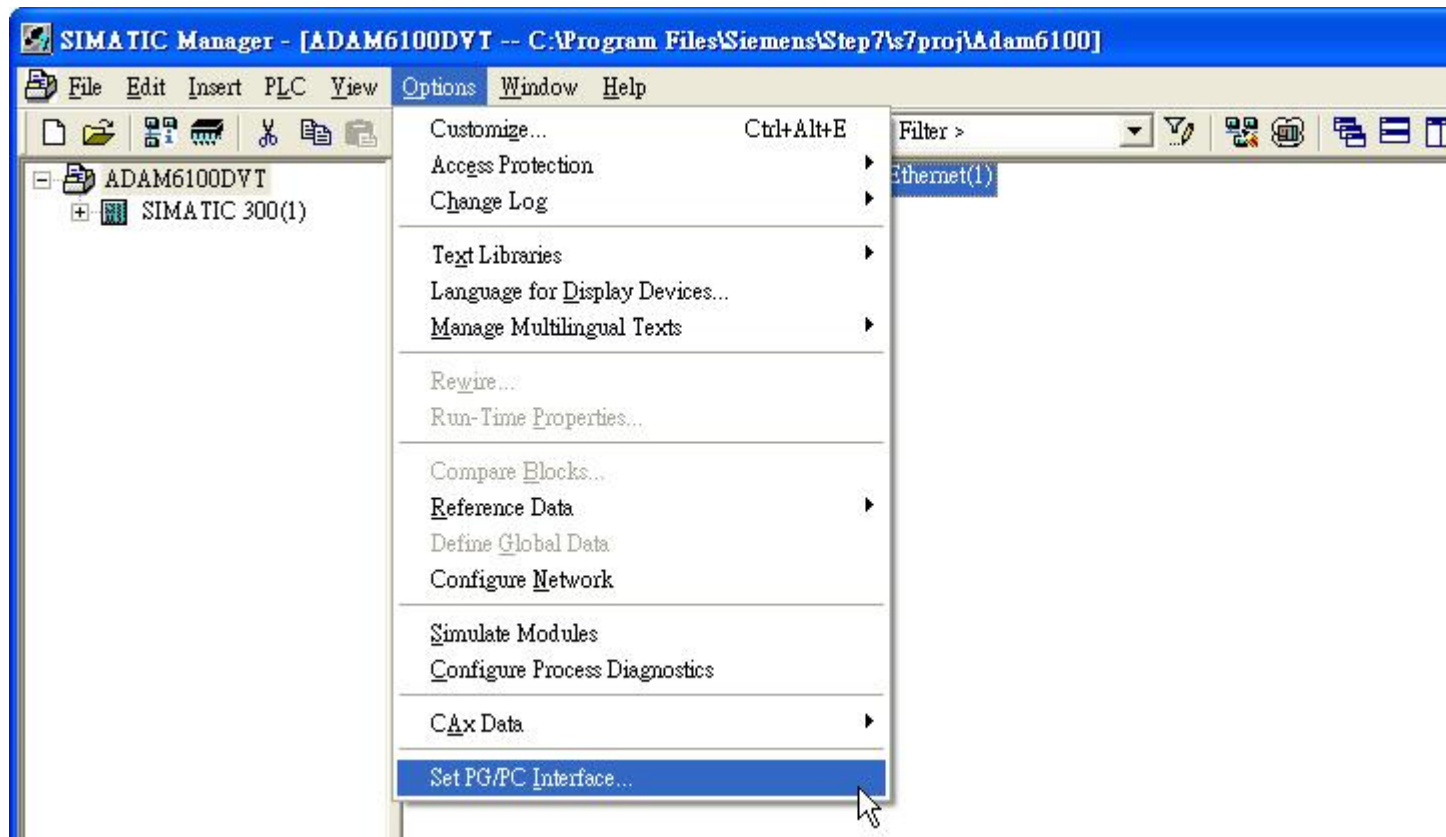 SIMATIC Manager - [ADAM6100DVT -- C:\Program Files\Siemens\Step7\s7proj\Adam6100]
File Edit Insert PLC View Options Window Help
Customize... Ctrl+Alt+E
Filter >
Access Protection
Ethernet(1)
ADAM6100DVT
Change Log
SIMATIC 300(1)
Text Libraries
Language for Display Devices...
Manage Multilingual Texts
Rewire...
Run-Time Properties...
Compare Blocks...
Reference Data
Define Global Data
Configure Network
Simulate Modules
Configure Process Diagnostics
CAx Data
Set PG/PC Interface...